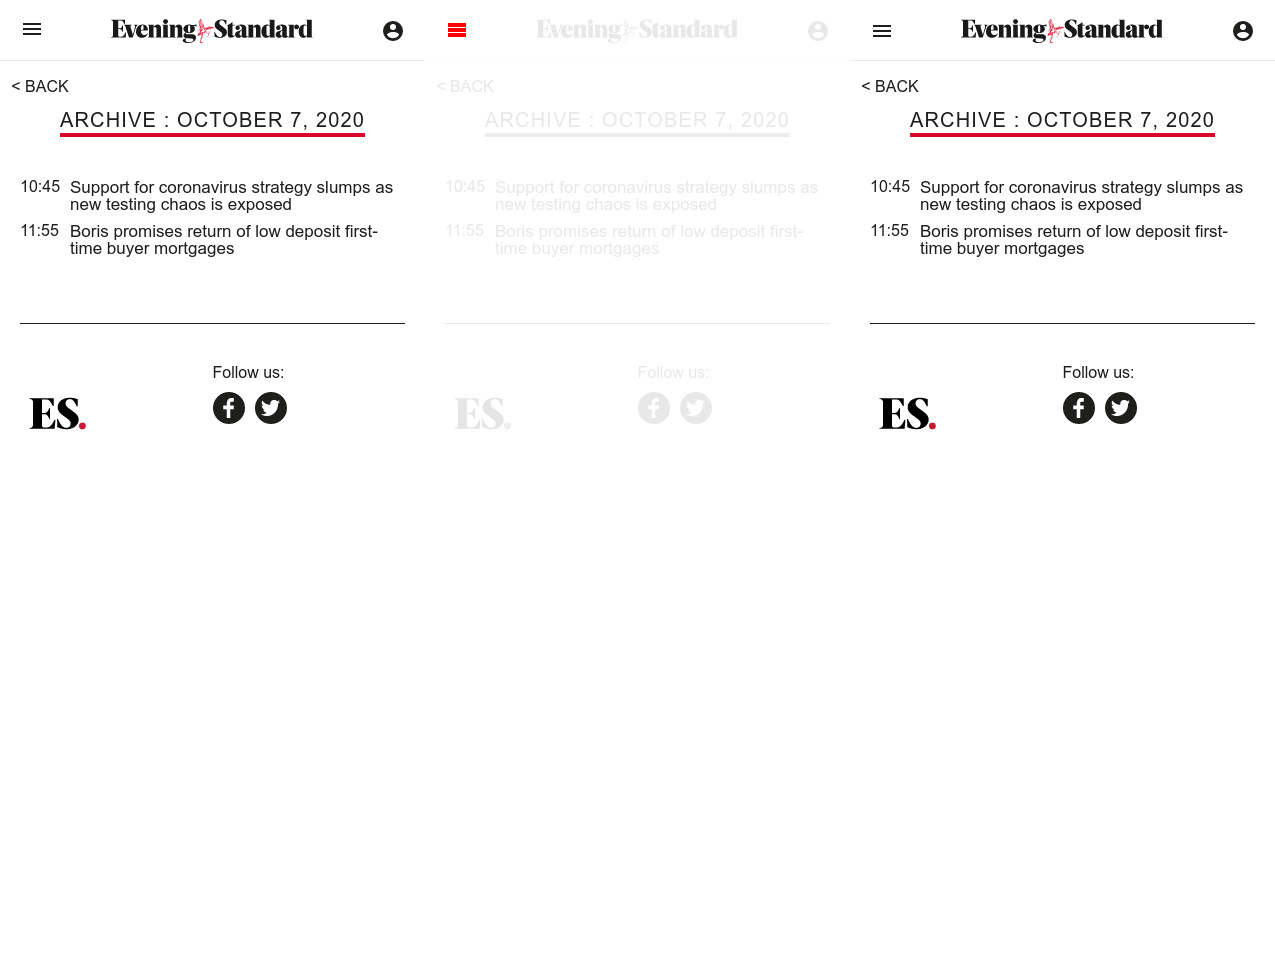 Evening Standard
< BACK
ARCHIVE : OCTOBER 7, 2020
10:45 Support for coronavirus strategy slumps as
new testing chaos is exposed
11:55 Boris promises return of low deposit first-
time buyer mortgages
Follow us:
ES.
Evening Standard
< BACK
ARCHIVE : OCTOBER 7, 2020
10:45 Support for coronavirus strategy slumps as
new testing chaos is exposed
11:55 Boris promises return of low deposit first-
time buyer mortgages
Follow us:
ES.
Evening Standard
< BACK
ARCHIVE : OCTOBER 7, 2020
10:45 Support for coronavirus strategy slumps as
new testing chaos is exposed
11:55 Boris promises return of low deposit first-
time buyer mortgages
Follow us:
ES.